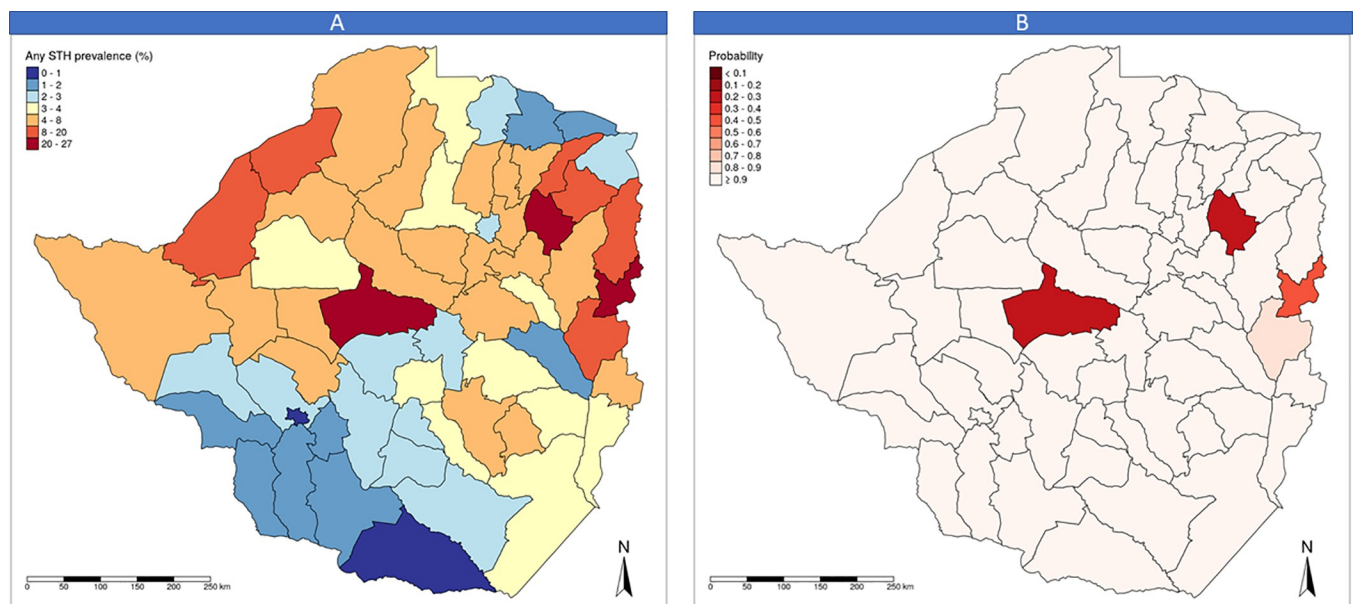 A
Any STH prevalence (%)
0 - 1
1 - 2
2 - 3
3 - 4
4 - 8
8 - 20
20 - 27
N
0 50 100 150 200 250 km
B
Probability
< 0.1
0.1 - 0.2
0.2 - 0.3
0.3 - 0.4
0.4 - 0.5
0.5 - 0.6
0.6 - 0.7
0.7 - 0.8
0.8 - 0.9
≥ 0.9
N
0 50 100 150 200 250 km